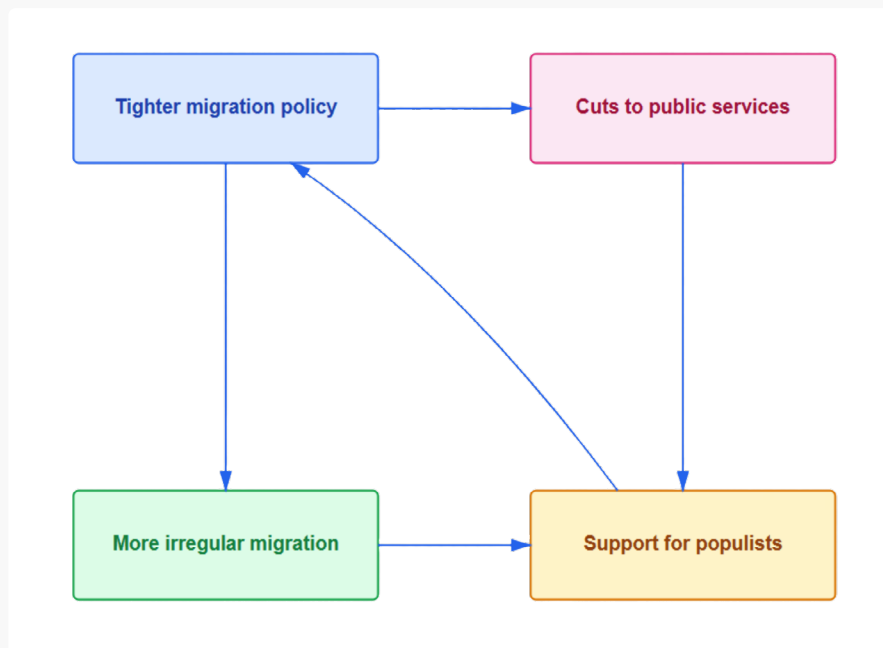 Tighter migration policy
Cuts to public services
More irregular migration
Support for populists